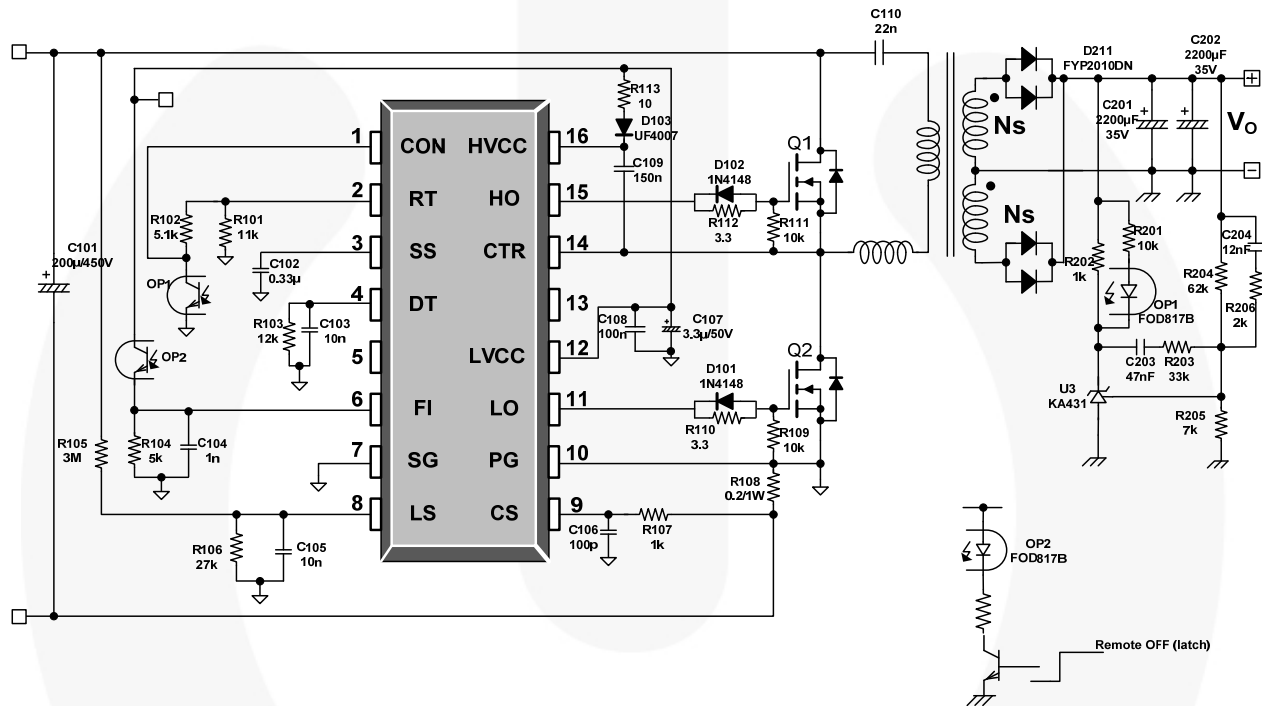 C110
22n
D211
FYP2010DN
C202
2200µF
35V
+
R113
10
D103
UF4007
C201
2200µF
35V
+
+
VO
Ns
1
CON
HVCC
16
Q1
C109
150n
D102
1N4148
2
RT
HO
15
R102
5.1k
R101
11k
R112
3.3
R111
10k
Ns
C101
200µ/450V
+
3
SS
CTR
14
R201
10k
C204
12nF
R202
1k
R204
62k
C102
0.33µ
OP1
4
DT
13
OP1
FOD817B
R206
2k
R103
12k
C103
10n
C108
100n
+
C107
3.3µ/50V
OP2
5
LVCC
12
Q2
C203
47nF
R203
33k
D101
1N4148
U3
KA431
6
FI
LO
11
R105
3M
R104
5k
C104
1n
R110
3.3
R109
10k
R205
7k
7
SG
PG
10
R108
0.2/1W
8
LS
CS
9
C106
100p
R107
1k
R106
27k
C105
10n
OP2
FOD817B
Remote OFF (latch)